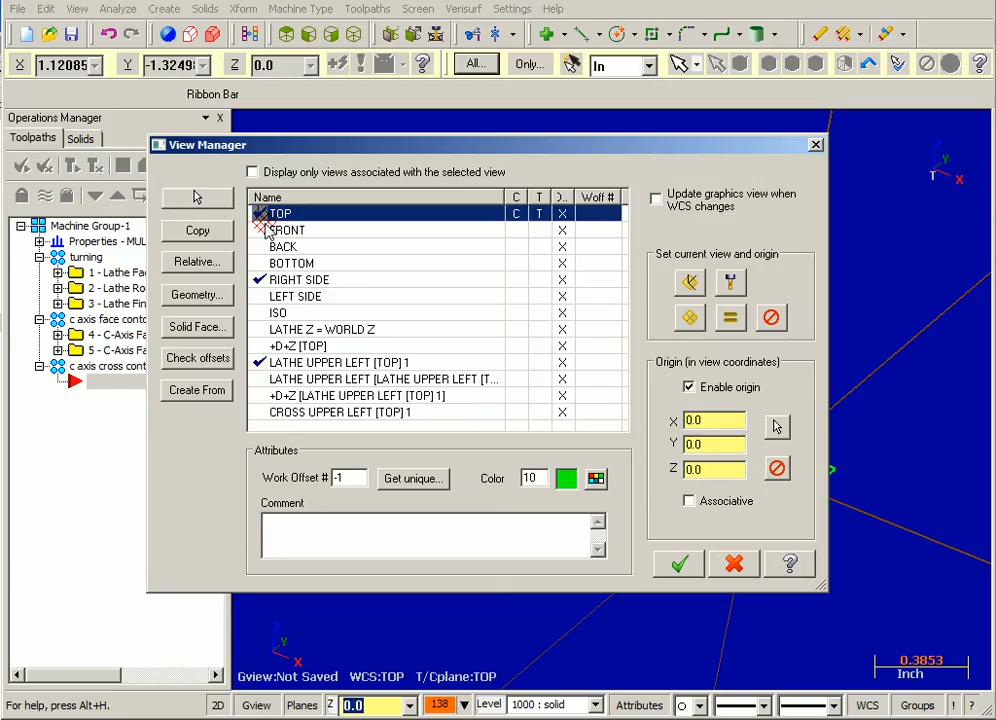 File Edit View Analyze Create Solids Xform Machine Type Toolpaths Screen Verisurf Settings Help
X 1.12085 Y -1.3249 Z 0.0 All... Only... In
Ribbon Bar
Operations Manager
Toolpaths Solids
Machine Group-1
Properties - MUL
turning
1 - Lathe Fa
2 - Lathe Ro
3 - Lathe Fin
c axis face conto
4 - C-Axis Fa
5 - C-Axis Fa
c axis cross cont
View Manager
Display only views associated with the selected view
Copy
Relative...
Geometry...
Solid Face...
Check offsets
Create From
Name C T Woff #
TOP C T X
FRONT
BACK X
BOTTOM X
RIGHT SIDE X
LEFT SIDE X
ISO X
LATHE Z = WORLD Z X
+D+Z [TOP] X
LATHE UPPER LEFT [TOP] 1 X
LATHE UPPER LEFT [LATHE UPPER LEFT [T... X
+D+Z [LATHE UPPER LEFT [TOP] 1] X
CROSS UPPER LEFT [TOP] 1 X
Attributes
Work Offset # -1 Get unique... Color 10
Comment
Update graphics view when
WCS changes
Set current view and origin
Origin (in view coordinates)
Enable origin
X 0.0
Y 0.0
Z 0.0
Associative
Z
Y
T X
Z
Y
X
0.3853
Inch
Gview:Not Saved WCS:TOP T/Cplane:TOP
For help, press Alt+H. 2D Gview Planes Z 0.0 138 Level 1000 : solid Attributes WCS Groups ! ?